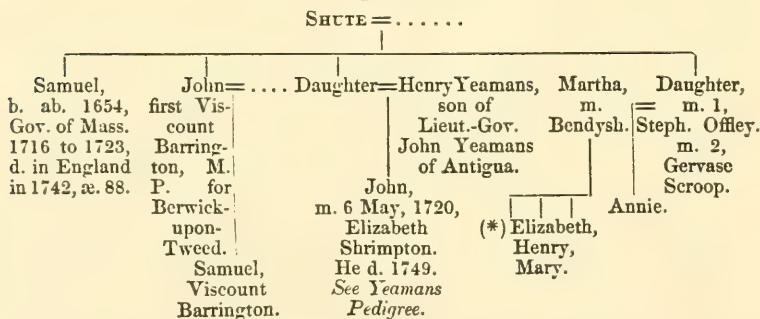 SHUTE = . . . . . .
Samuel, John= . . . . Daughter=Henry Yeamans, Martha, Daughter,
b. ab. 1654, first Vis- son of m. = m. 1,
Gov. of Mass. count Lieut.-Gov. Bendysh. Steph. Offley.
1716 to 1723, Barring- John Yeamans m. 2,
d. in England ton, M. of Antigua. Gervase
in 1742, æ. 88. P. for John, Scroop.
Berwick- m. 6 May, 1720, Annie.
upon- Elizabeth (*) Elizabeth,
Tweed. Shrimpton. Henry,
Samuel, He d. 1749. Mary.
Viscount See Yeamans
Barrington. Pedigree.